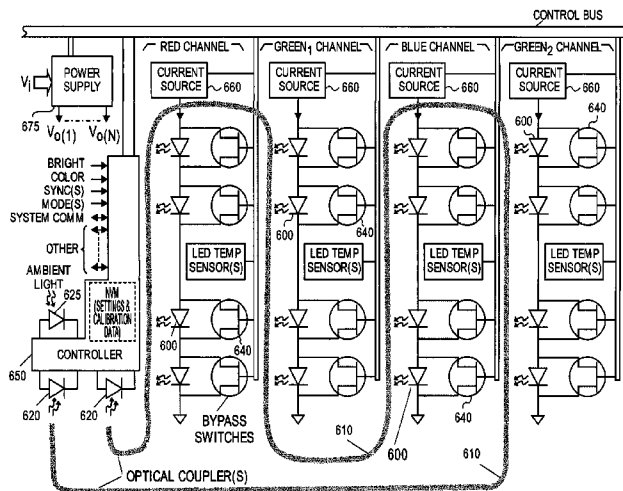 CONTROL BUS
RED CHANNEL
GREEN1 CHANNEL
BLUE CHANNEL
GREEN2 CHANNEL
Vi
POWER SUPPLY
675
Vo(1)
Vo(N)
CURRENT SOURCE
660
CURRENT SOURCE
660
CURRENT SOURCE
660
CURRENT SOURCE
640
600
BRIGHT
COLOR
SYNC(S)
MODE(S)
SYSTEM COMM
OTHER
AMBIENT LIGHT
625
600
640
LED TEMP SENSOR(S)
LED TEMP SENSOR(S)
LED TEMP SENSOR(S)
LED TEMP SENSOR(S)
NVM (SETTINGS & CALIBRATION DATA)
CONTROLLER
650
600
640
620
620
BYPASS SWITCHES
610
600
640
610
OPTICAL COUPLER(S)